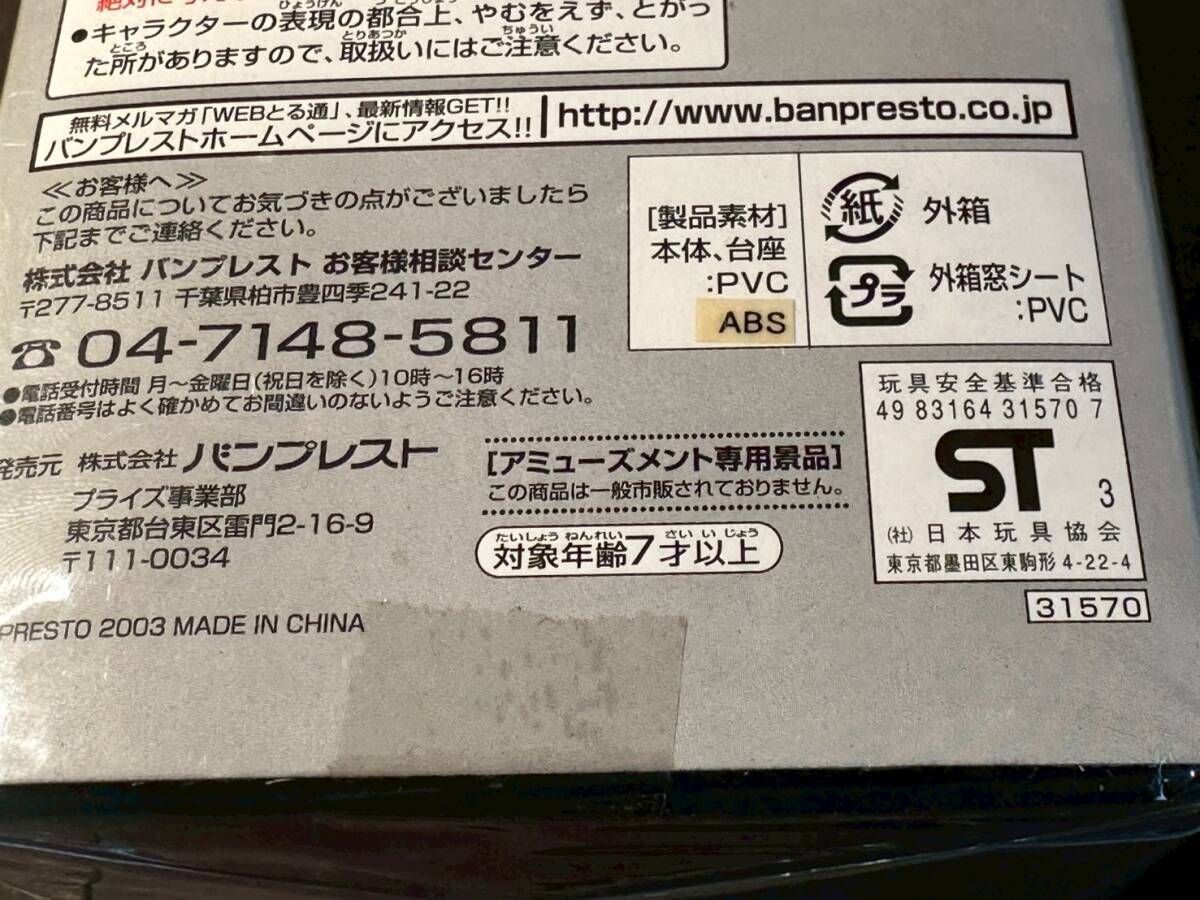 絶対に
●キャラクターの表現の都合上、やむをえず、とがっ
た所がありますので、取扱いにはご注意ください。
無料メルマガ「WEBとる通」、最新情報GET!!
バンプレストホームページにアクセス!!
http://www.banpresto.co.jp
≪お客様へ≫
この商品についてお気づきの点がございましたら
下記までご連絡ください。
株式会社 バンプレスト お客様相談センター
〒277-8511 千葉県柏市豊四季241-22
☎04-7148-5811
●電話受付時間 月〜金曜日(祝日を除く)10時〜16時
●電話番号はよく確かめてお間違いのないようご注意ください。
[製品素材]
本体、台座
:PVC
ABS
紙 外箱
プラ 外箱窓シート
:PVC
玩具安全基準合格
49 83164 31570 7
ST 3
(社)日本玩具協会
東京都墨田区東駒形 4-22-4
31570
発売元 株式会社 バンプレスト
プライズ事業部
東京都台東区雷門2-16-9
〒111-0034
[アミューズメント専用景品]
この商品は一般市販されておりません。
対象年齢7才以上
PRESTO 2003 MADE IN CHINA